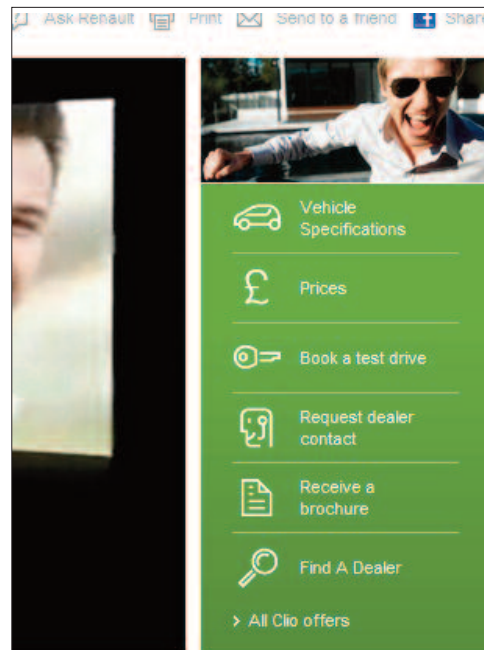 Ask Renault Print Send to a friend Share
Vehicle
Specifications
Prices
Book a test drive
Request dealer
contact
Receive a
brochure
Find A Dealer
> All Clio offers